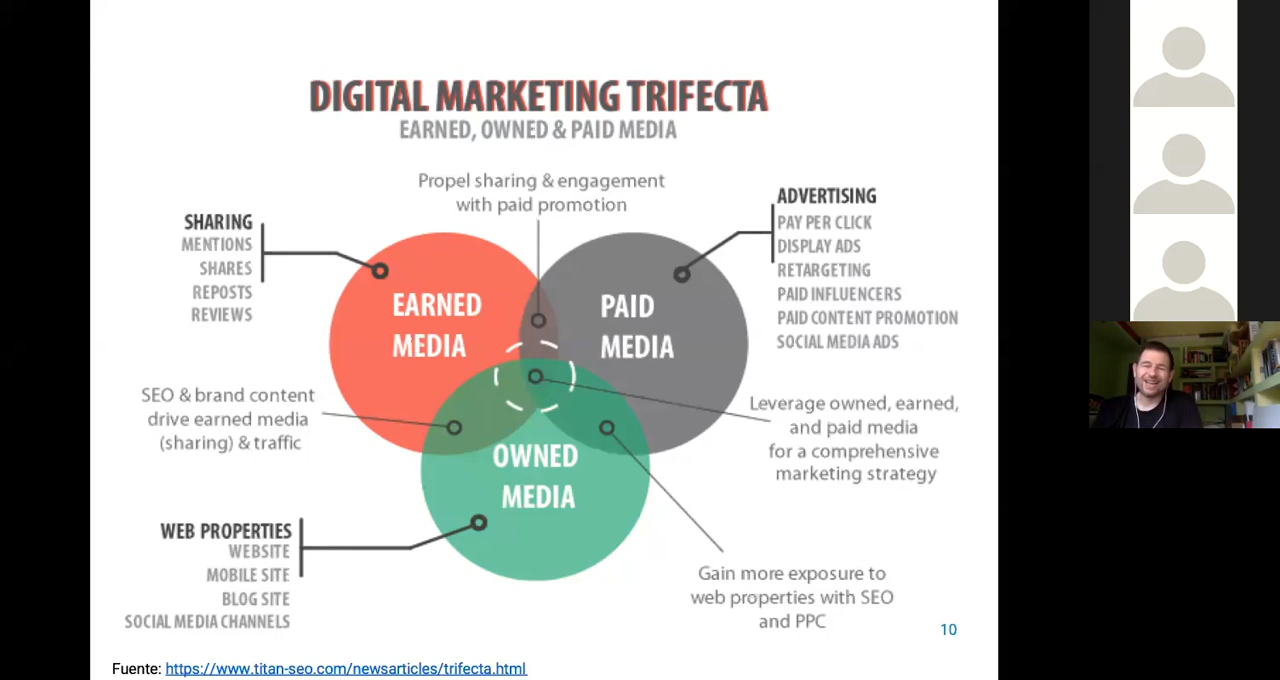 DIGITAL MARKETING TRIFECTA
EARNED, OWNED & PAID MEDIA
Propel sharing & engagement
with paid promotion
SHARING
MENTIONS
SHARES
REPOSTS
REVIEWS
ADVERTISING
PAY PER CLICK
DISPLAY ADS
RETARGETING
PAID INFLUENCERS
PAID CONTENT PROMOTION
SOCIAL MEDIA ADS
EARNED
MEDIA
PAID
MEDIA
SEO & brand content
drive earned media
(sharing) & traffic
Leverage owned, earned,
and paid media
for a comprehensive
marketing strategy
OWNED
MEDIA
WEB PROPERTIES
WEBSITE
MOBILE SITE
BLOG SITE
SOCIAL MEDIA CHANNELS
Gain more exposure to
web properties with SEO
and PPC
10
Fuente: https://www.titan-seo.com/newsarticles/trifecta.html